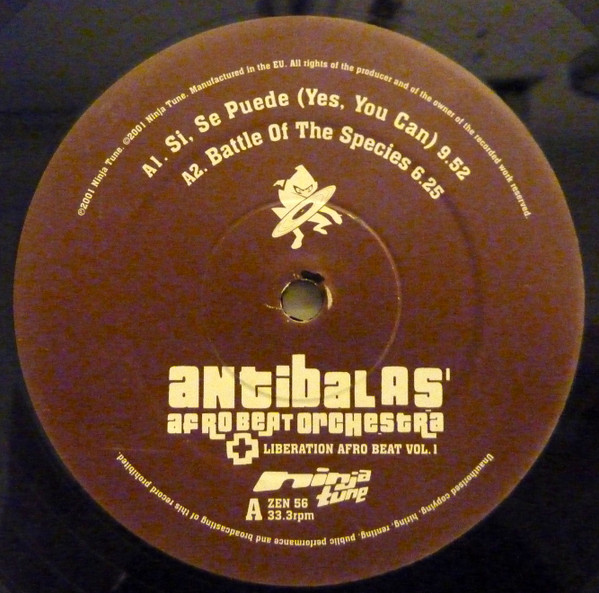 ©2001 Ninja Tune. ℗2001 Ninja Tune. Manufactured in the EU. All rights of the producer and of the owner of the recorded work reserved.
A1. Si, Se Puede (Yes, You Can) 9.52
A2. Battle Of The Species 6.25
antibalas
afrobeat orchestra
LIBERATION AFRO BEAT VOL. 1
ninja
tune
A
ZEN 56
33.3rpm
Unauthorised copying, hiring, renting, public performance and broadcasting of this record prohibited.